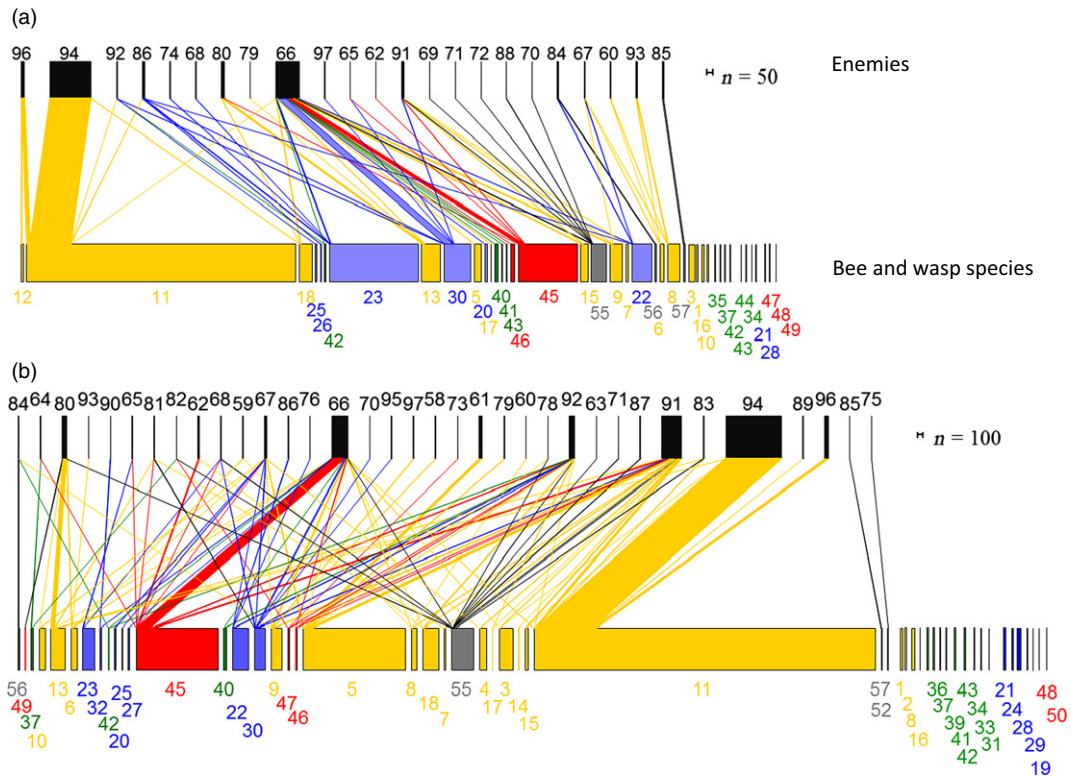 (a)
96 94 92 86 74 68 80 79 66 97 65 62 91 69 71 72 88 70 84 67 60 93 85
Enemies
n = 50
Bee and wasp species
12 11 18 23 13 30 5 40 45 15 9 22 8 3 35 44 47
25 20 41 55 7 56 57 1 37 34 48
26 17 43 6 16 42 21 49
42 46 10 43 28
(b)
84 64 80 93 90 65 81 82 62 68 59 67 86 76 66 70 95 97 58 73 61 79 60 78 92 63 71 87 91 83 94 89 96 85 75
n = 100
56 13 23 25 45 40 9 5 8 55 4 3 11 57 1 36 43 21 48
49 6 32 27 22 47 18 17 14 52 2 37 34 24 50
37 42 30 46 7 15 8 39 33 28
10 20 16 41 31 29
42 19